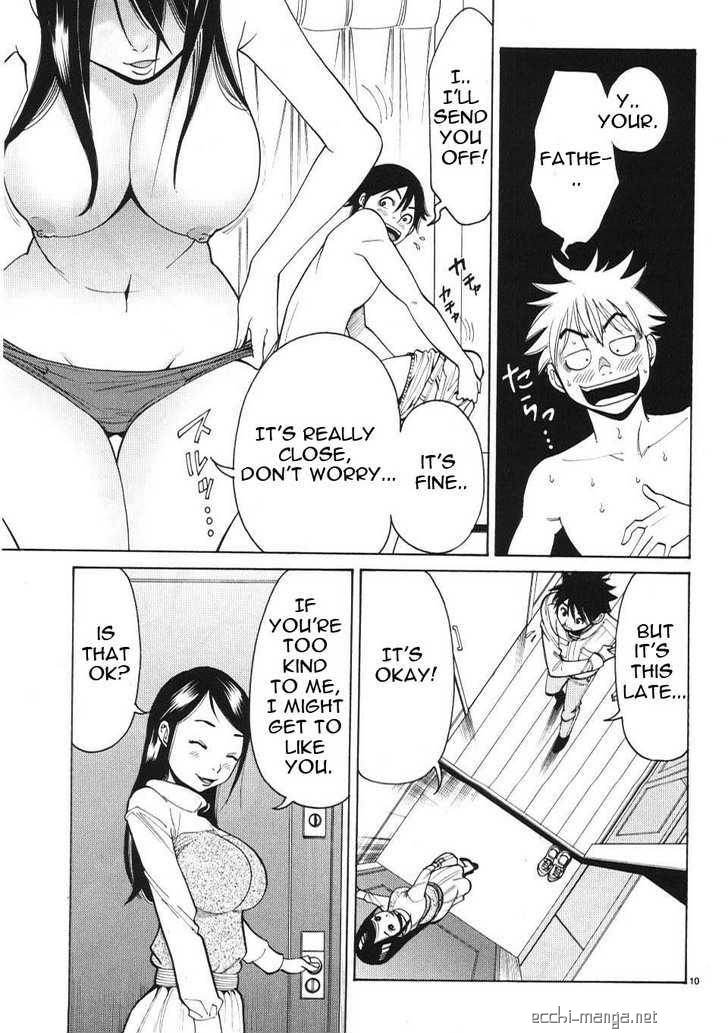 Y..
YOUR.
FATHE-
..
たら…
I..
I'LL
SEND
YOU
OFF!
カチャ
カチャ
IT'S
FINE..
IT'S REALLY
CLOSE,
DON'T WORRY...
ズルッ…
BUT
IT'S
THIS
LATE...
IT'S
OKAY!
IF
YOU'RE
TOO
KIND
TO ME,
I MIGHT
GET TO
LIKE
YOU.
IS
THAT
OK?
10
ecchi-manga.net